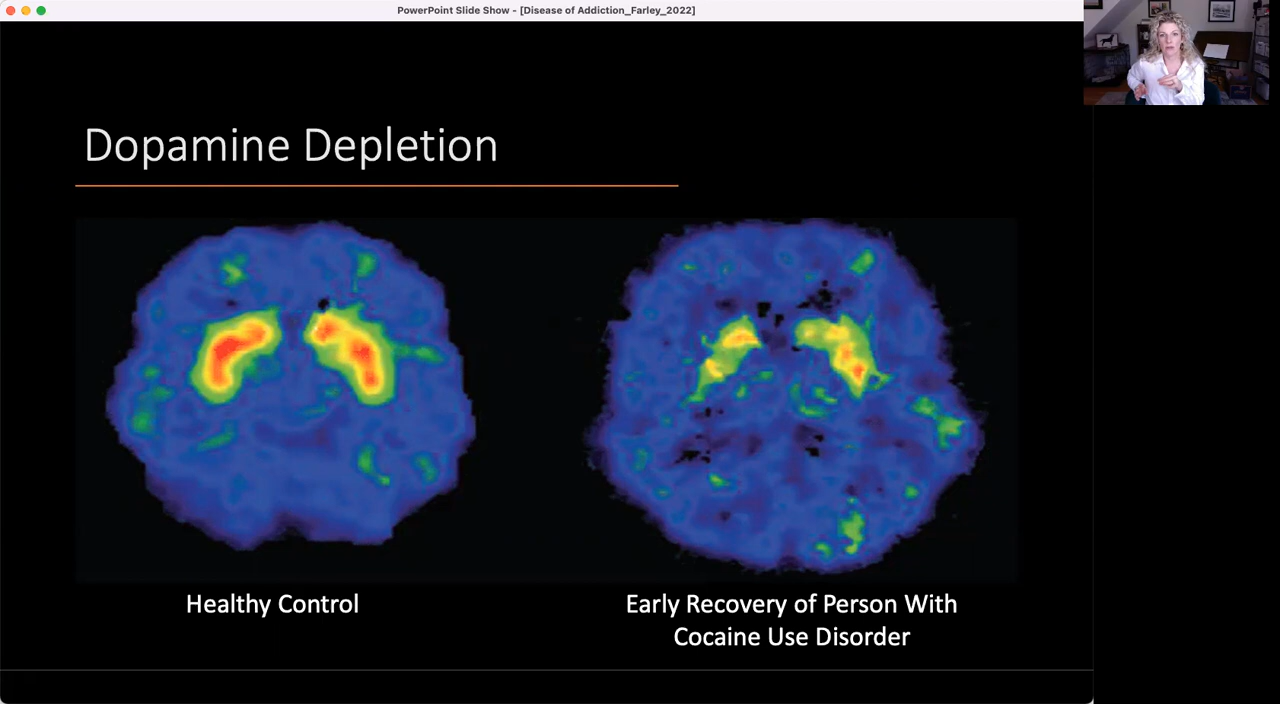 PowerPoint Slide Show - [Disease of Addiction_Farley_2022]
Dopamine Depletion
Healthy Control
Early Recovery of Person With
Cocaine Use Disorder